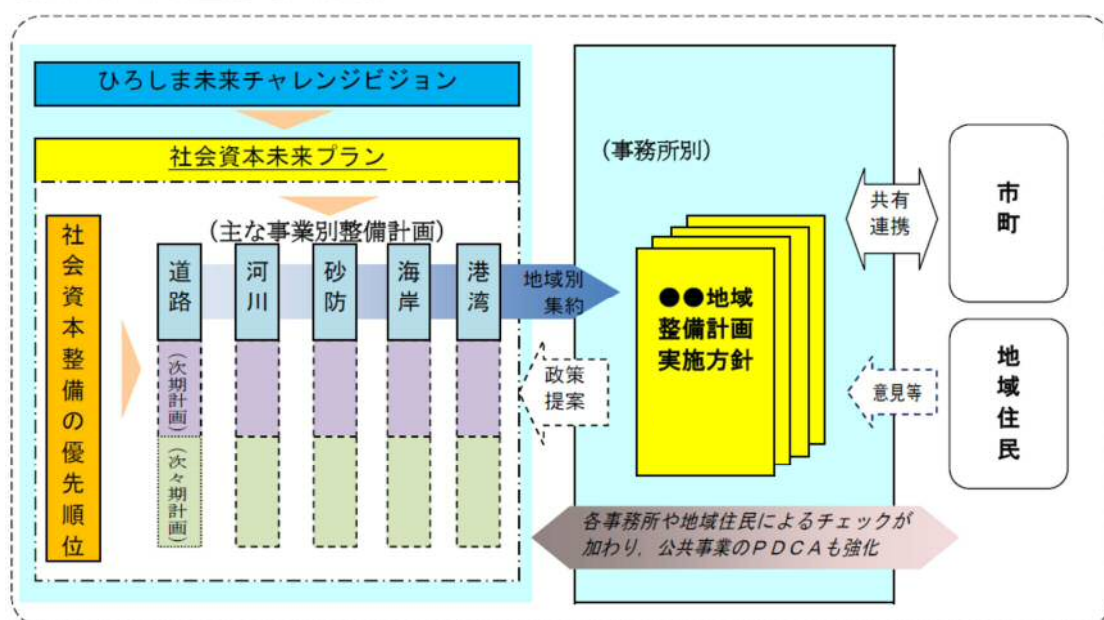 ひろしま未来チャレンジビジョン
社会資本未来プラン
(主な事業別整備計画)
社会資本整備の優先順位
道路
河川
砂防
海岸
港湾
(次期計画)
(次々期計画)
地域別
集約
政策
提案
(事務所別)
●●地域
整備計画
実施方針
共有
連携
意見等
市町
地域住民
各事務所や地域住民によるチェックが
加わり，公共事業のＰＤＣＡも強化